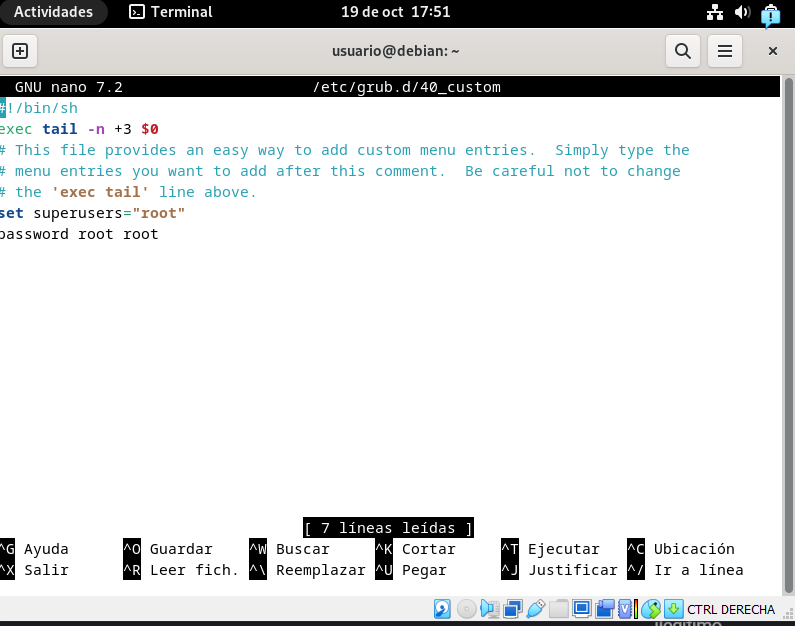 Actividades Terminal 19 de oct 17:51
usuario@debian: ~
GNU nano 7.2 /etc/grub.d/40_custom
#!/bin/sh
exec tail -n +3 $0
# This file provides an easy way to add custom menu entries. Simply type the
# menu entries you want to add after this comment. Be careful not to change
# the 'exec tail' line above.
set superusers="root"
password root root
[ 7 líneas leídas ]
^G Ayuda ^O Guardar ^W Buscar ^K Cortar ^T Ejecutar ^C Ubicación
^X Salir ^R Leer fich. ^\ Reemplazar ^U Pegar ^J Justificar ^/ Ir a línea
CTRL DERECHA